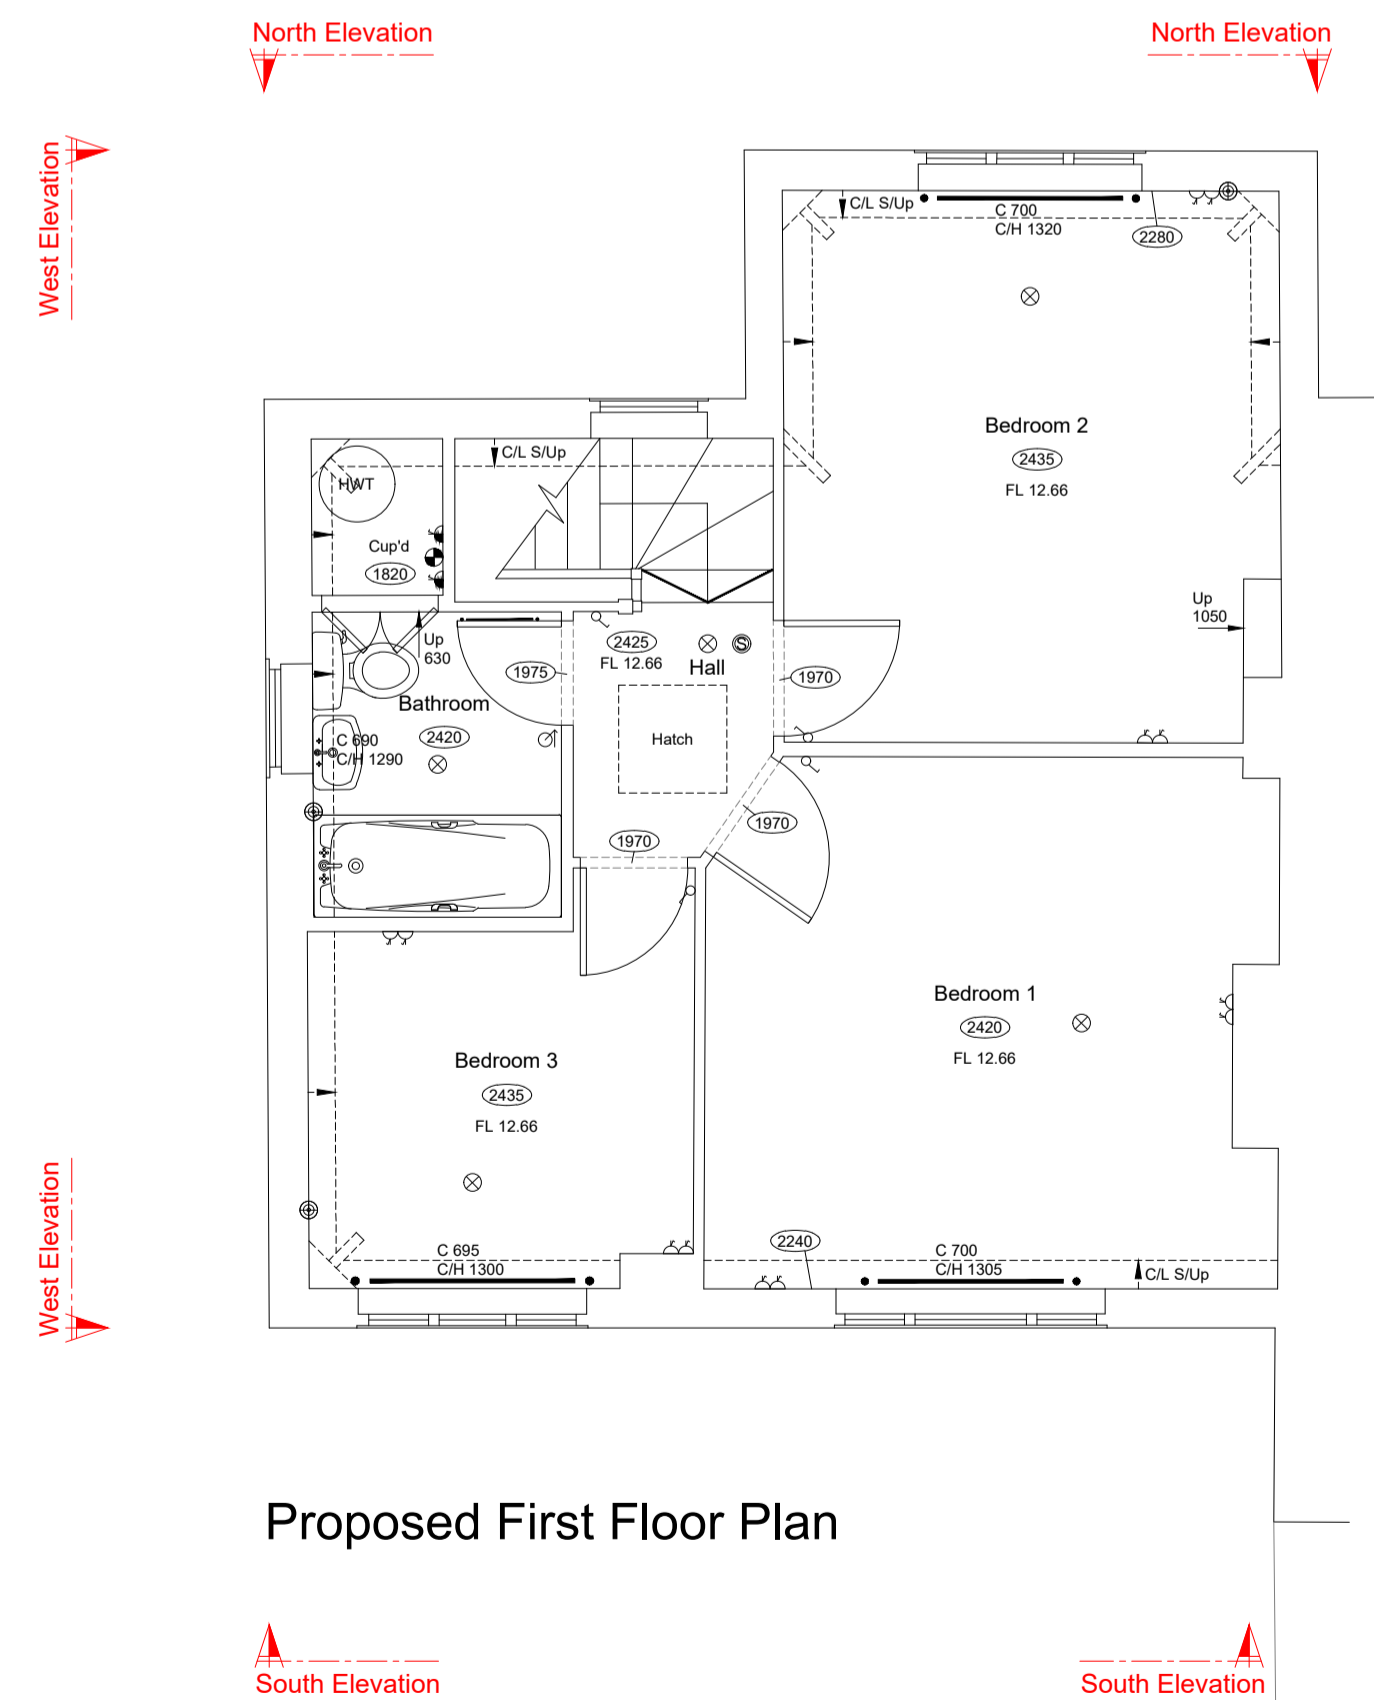 North Elevation
North Elevation
West Elevation
C/L S/Up
C 700
C/H 1320
2280
Bedroom 2
2435
FL 12.66
C/L S/Up
HWT
Cup'd
1820
Up
1050
Up
630
2425
FL 12.66
Hall
S
1975
1970
Bathroom
2420
C 690
C/H 1290
Hatch
1970
1970
Bedroom 1
2420
FL 12.66
Bedroom 3
2435
FL 12.66
West Elevation
C 695
C/H 1300
2240
C 700
C/H 1305
C/L S/Up
Proposed First Floor Plan
South Elevation
South Elevation